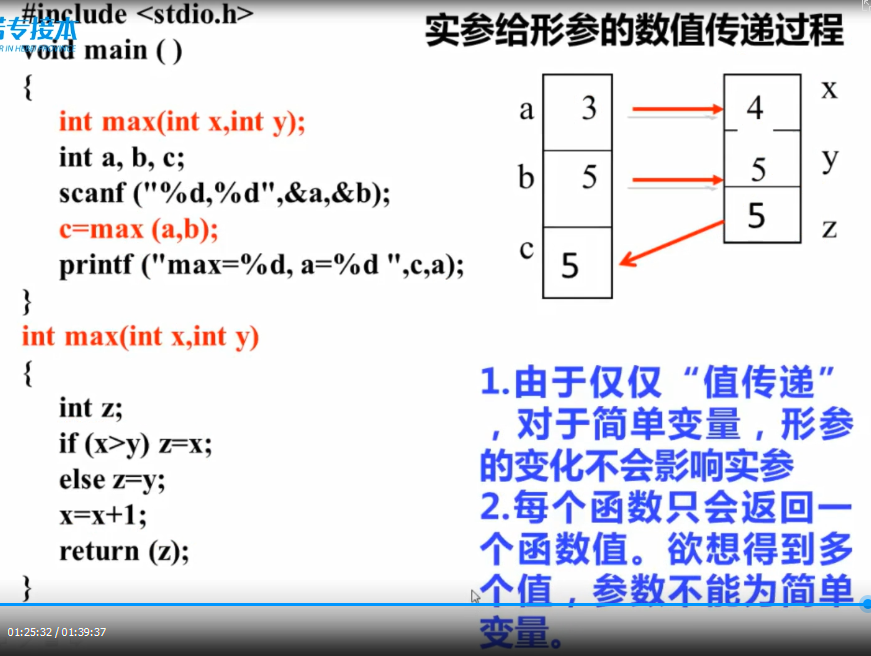 #include <stdio.h>
专接本
void main ( )
{
int max(int x,int y);
int a, b, c;
scanf ("%d,%d",&a,&b);
c=max (a,b);
printf ("max=%d, a=%d ",c,a);
}
int max(int x,int y)
{
int z;
if (x>y) z=x;
else z=y;
x=x+1;
return (z);
}
实参给形参的数值传递过程
a 3 4 x
b 5 5 y
c 5 5 z
1.由于仅仅“值传递”
，对于简单变量，形参
的变化不会影响实参
2.每个函数只会返回一
个函数值。欲想得到多
个值，参数不能为简单
变量。
01:25:32 / 01:39:37